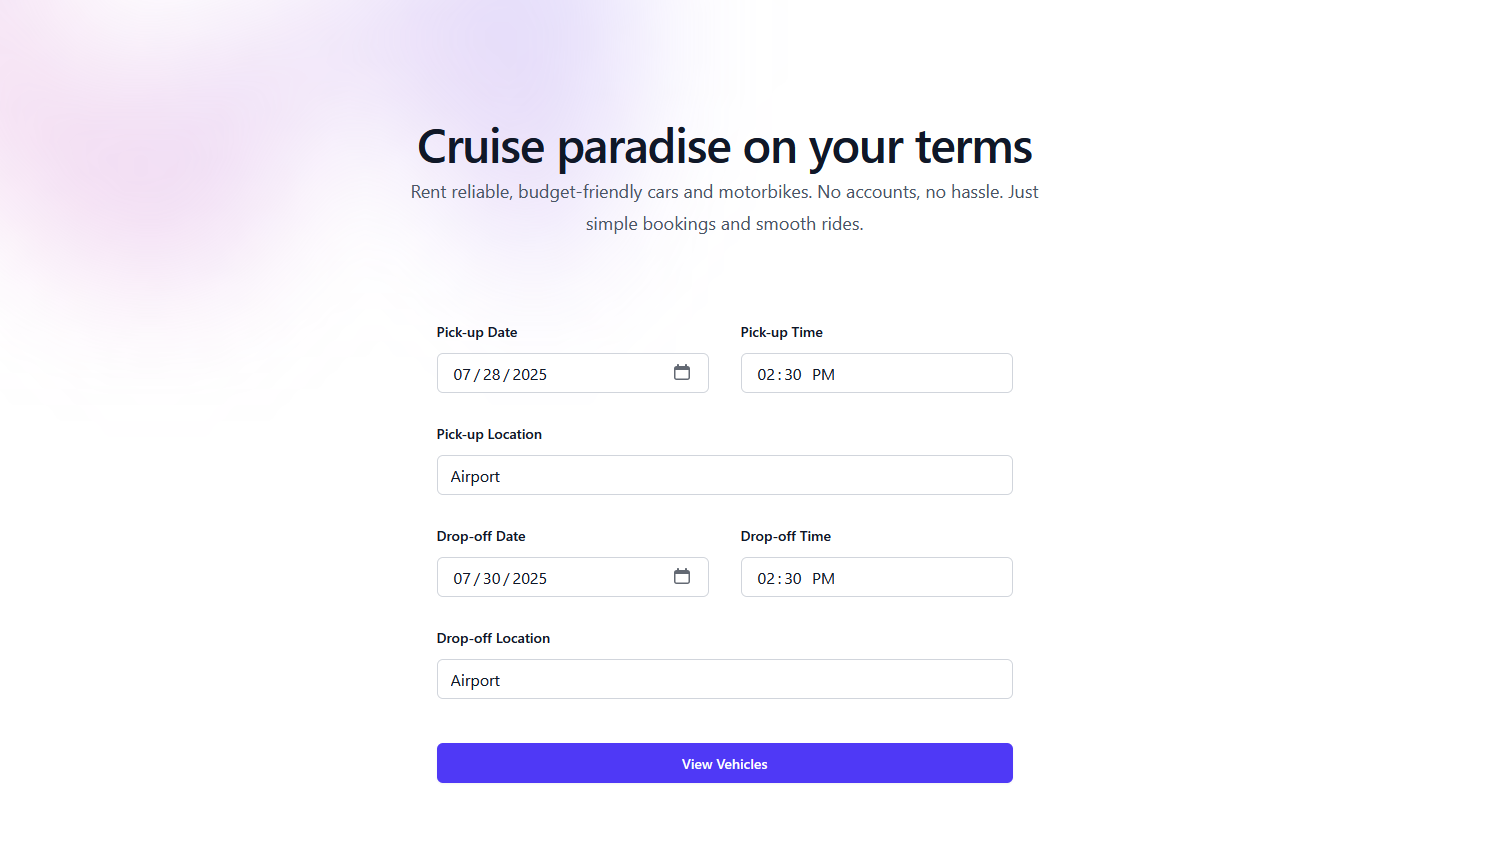 Cruise paradise on your terms
Rent reliable, budget-friendly cars and motorbikes. No accounts, no hassle. Just
simple bookings and smooth rides.
Pick-up Date
Pick-up Time
07/28/2025
02:30 PM
Pick-up Location
Airport
Drop-off Date
Drop-off Time
07/30/2025
02:30 PM
Drop-off Location
Airport
View Vehicles